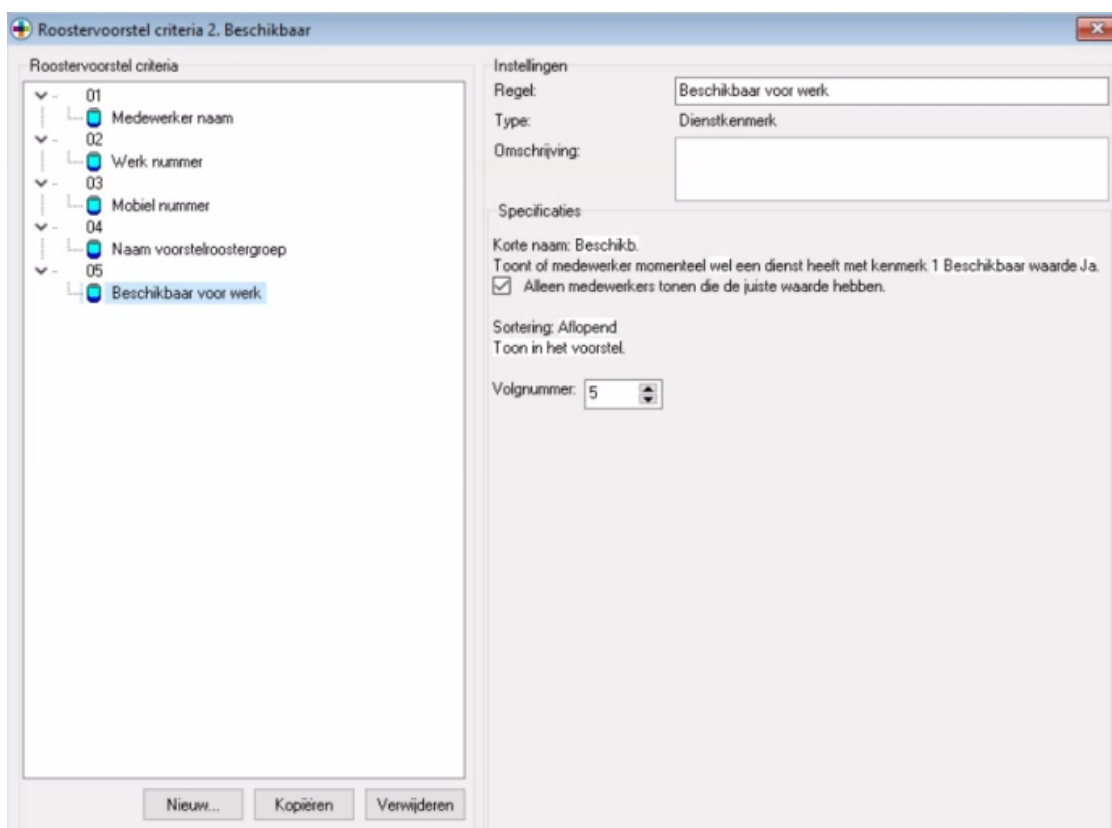 Roostervoorstel criteria 2. Beschikbaar
Roostervoorstel criteria
01
Medewerker naam
02
Werk nummer
03
Mobiel nummer
04
Naam voorstelroostergroep
05
Beschikbaar voor werk
Nieuw...
Kopiëren
Verwijderen
Instellingen
Regel:
Beschikbaar voor werk
Type:
Dienstkenmerk
Omschrijving:
Specificaties
Korte naam: Beschikb.
Toont of medewerker momenteel wel een dienst heeft met kenmerk 1 Beschikbaar waarde Ja.
Alleen medewerkers tonen die de juiste waarde hebben.
Sortering: Aflopend
Toon in het voorstel.
Volgnummer:
5